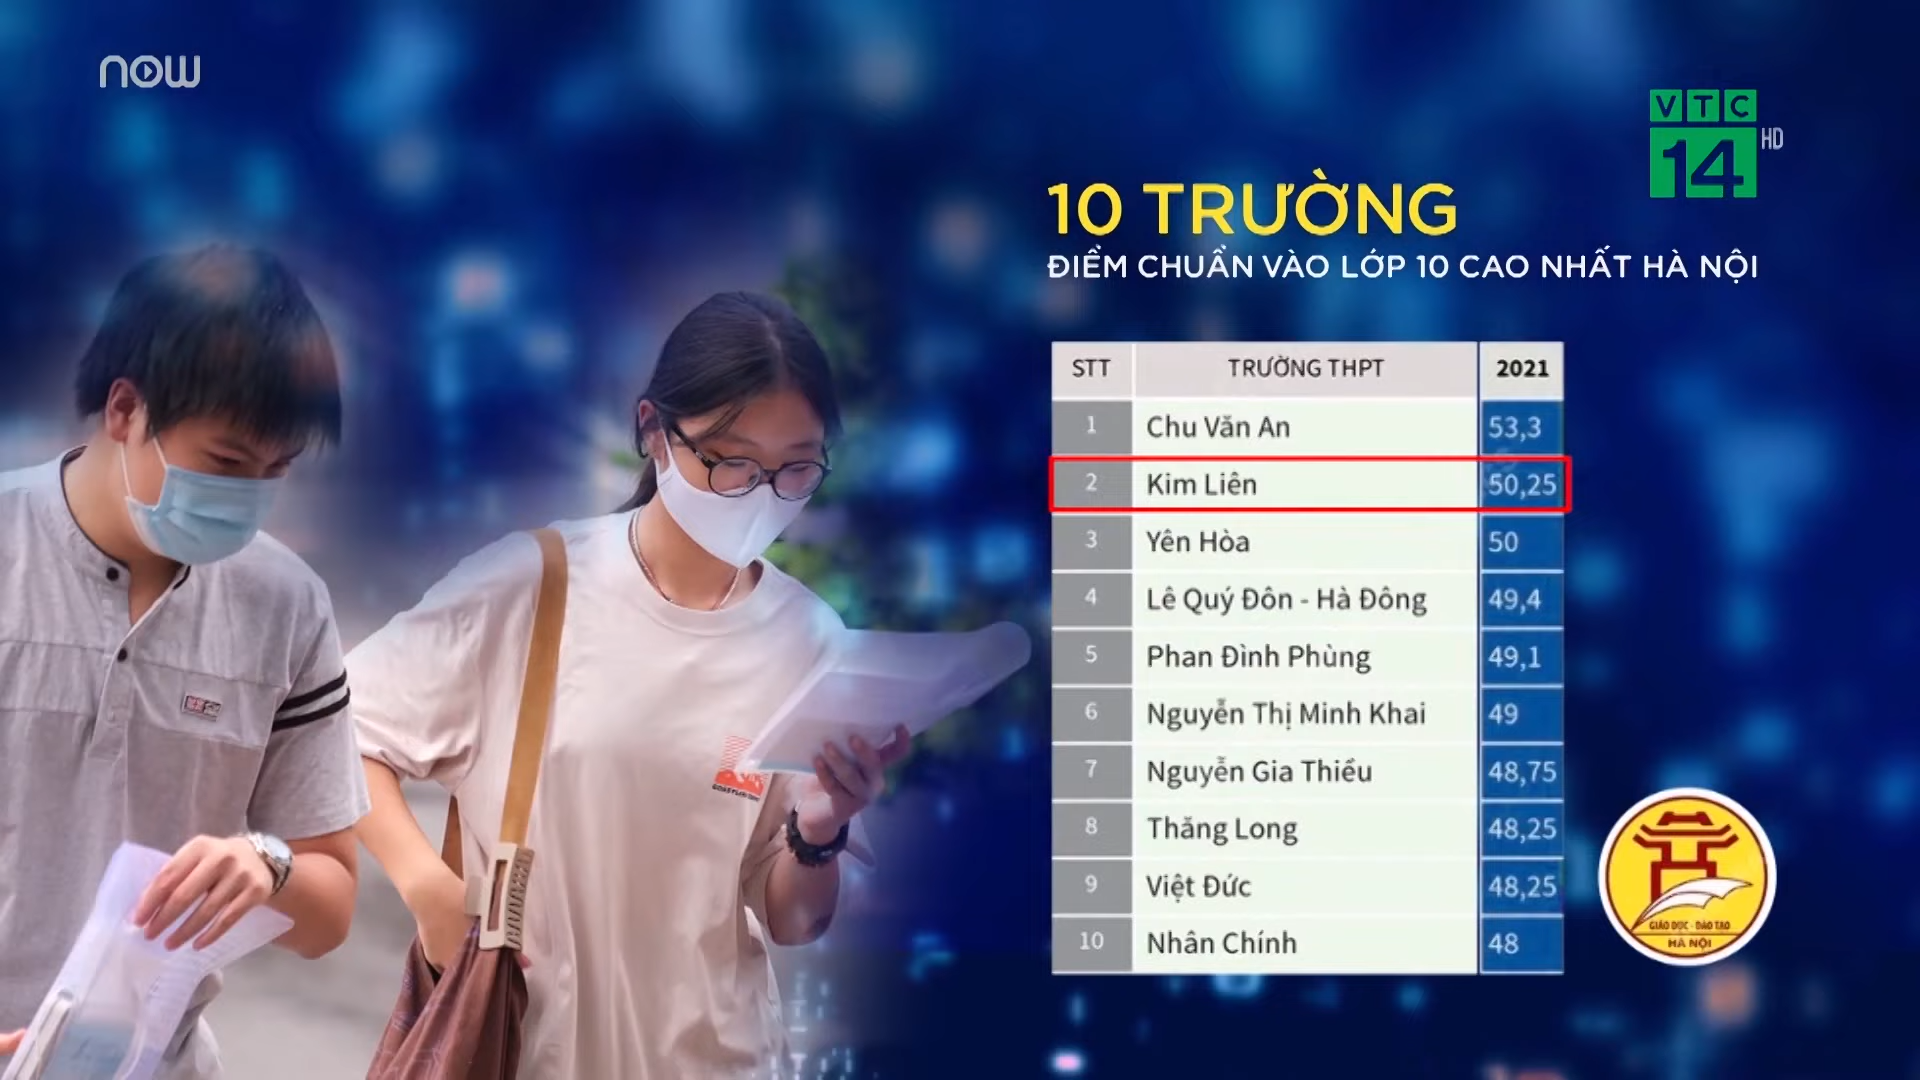 now
VTC
14 HD
10 TRƯỜNG
ĐIỂM CHUẨN VÀO LỚP 10 CAO NHẤT HÀ NỘI
STT TRƯỜNG THPT 2021
1 Chu Văn An 53,3
2 Kim Liên 50,25
3 Yên Hòa 50
4 Lê Quý Đôn - Hà Đông 49,4
5 Phan Đình Phùng 49,1
6 Nguyễn Thị Minh Khai 49
7 Nguyễn Gia Thiều 48,75
8 Thăng Long 48,25
9 Việt Đức 48,25
10 Nhân Chính 48
GIÁO DỤC - ĐÀO TẠO
HÀ NỘI